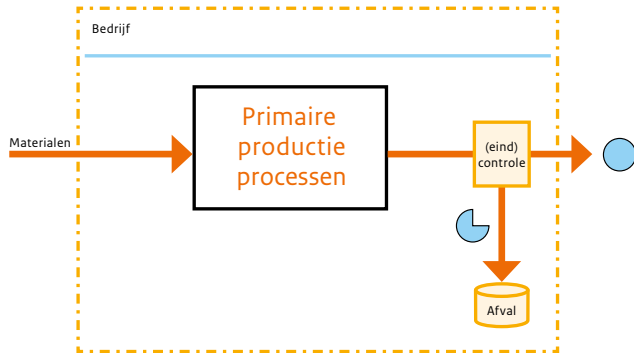 Bedrijf
Materialen
Primaire
productie
processen
(eind)
controle
Afval